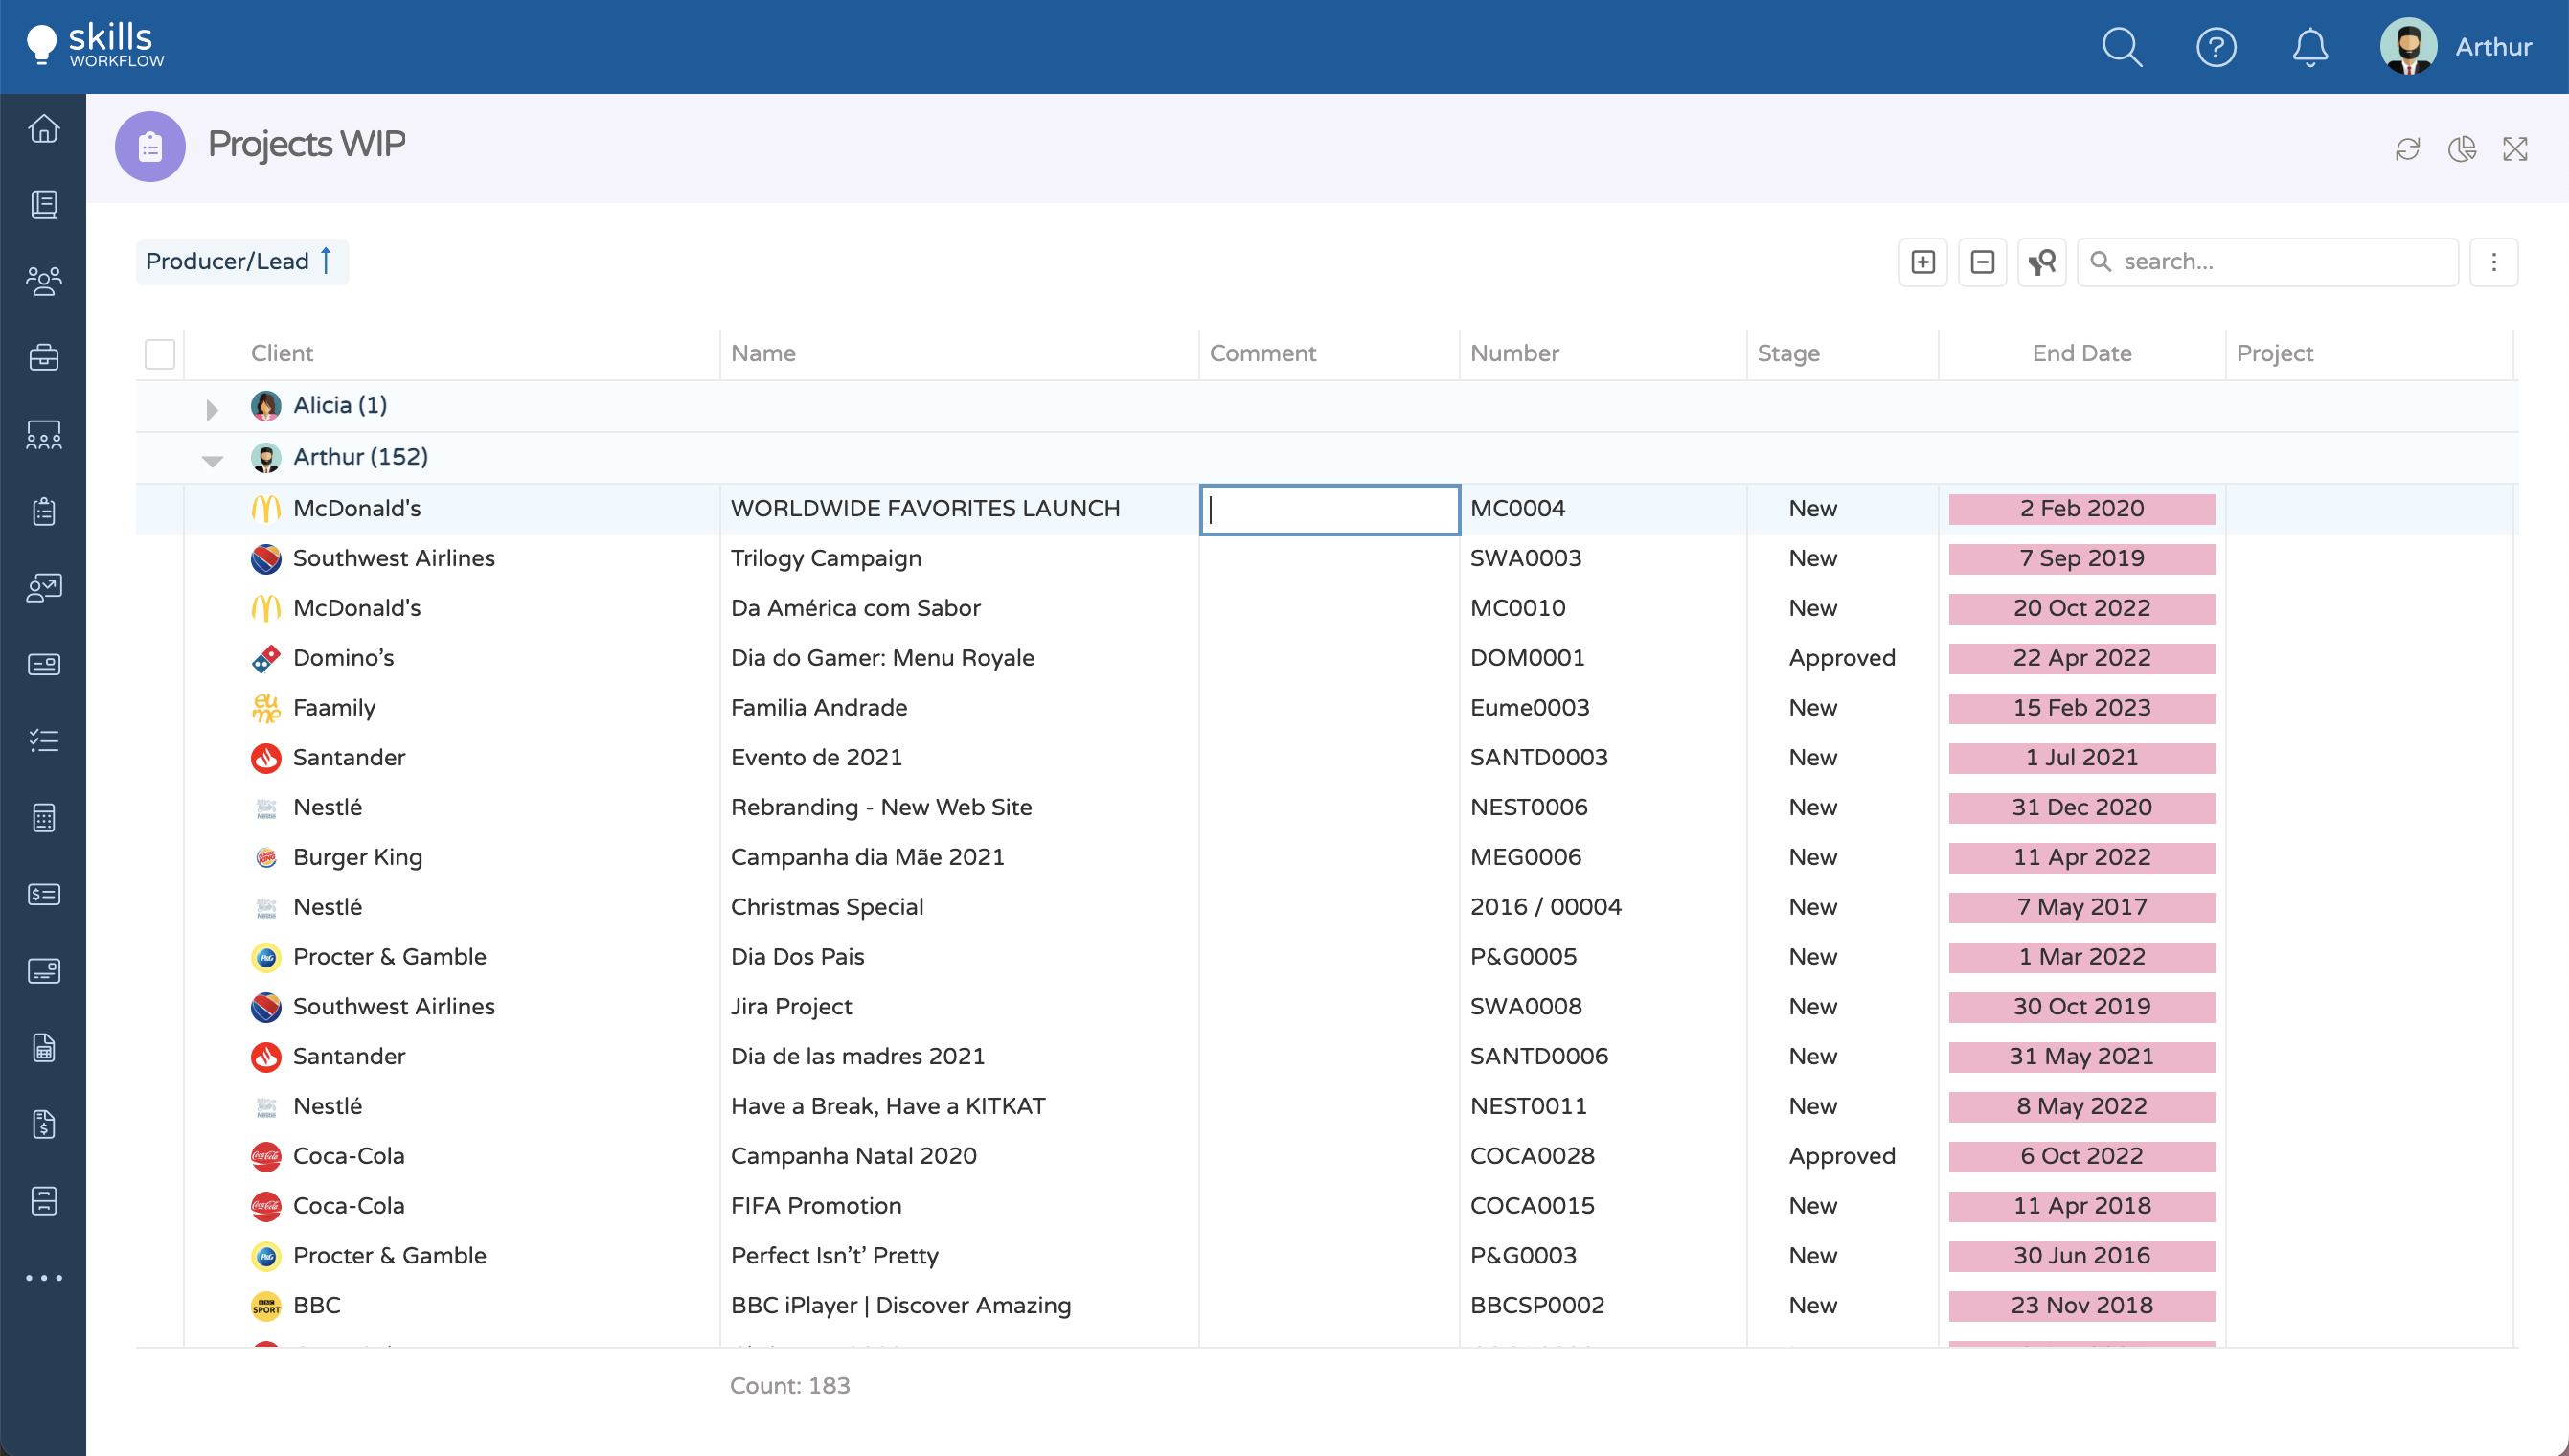 skills
WORKFLOW
Arthur
Projects WIP
Producer/Lead
search...
Client Name Comment Number Stage End Date Project
Alicia (1)
Arthur (152)
McDonald's WORLDWIDE FAVORITES LAUNCH MC0004 New 2 Feb 2020
Southwest Airlines Trilogy Campaign SWA0003 New 7 Sep 2019
McDonald's Da América com Sabor MC0010 New 20 Oct 2022
Domino’s Dia do Gamer: Menu Royale DOM0001 Approved 22 Apr 2022
eu me Faamily Familia Andrade Eume0003 New 15 Feb 2023
Santander Evento de 2021 SANTD0003 New 1 Jul 2021
Nestlé Rebranding - New Web Site NEST0006 New 31 Dec 2020
Burger King Campanha dia Mãe 2021 MEG0006 New 11 Apr 2022
Nestlé Christmas Special 2016 / 00004 New 7 May 2017
P&G Procter & Gamble Dia Dos Pais P&G0005 New 1 Mar 2022
Southwest Airlines Jira Project SWA0008 New 30 Oct 2019
Santander Dia de las madres 2021 SANTD0006 New 31 May 2021
Nestlé Have a Break, Have a KITKAT NEST0011 New 8 May 2022
Coca-Cola Coca-Cola Campanha Natal 2020 COCA0028 Approved 6 Oct 2022
Coca-Cola Coca-Cola FIFA Promotion COCA0015 New 11 Apr 2018
P&G Procter & Gamble Perfect Isn’t’ Pretty P&G0003 New 30 Jun 2016
BBC SPORT BBC BBC iPlayer | Discover Amazing BBCSP0002 New 23 Nov 2018
Count: 183